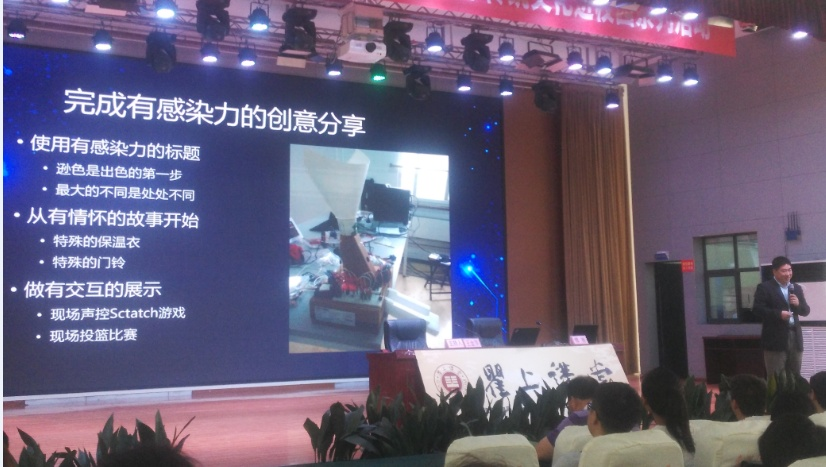 完成有感染力的创意分享
• 使用有感染力的标题
• 逊色是出色的第一步
• 最大的不同是处处不同
• 从有情怀的故事开始
• 特殊的保温衣
• 特殊的门铃
• 做有交互的展示
• 现场声控Sctatch游戏
• 现场投篮比赛